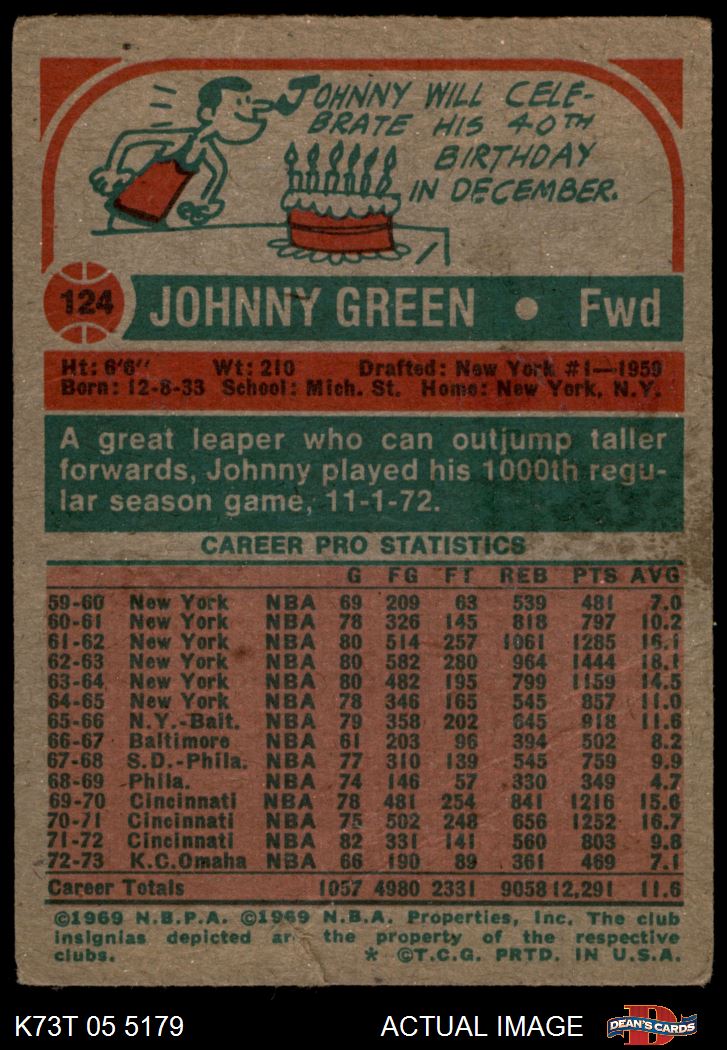 JOHNNY WILL CELE-
BRATE HIS 40TH
BIRTHDAY
IN DECEMBER.
124 JOHNNY GREEN • Fwd
Ht: 6'6" Wt: 210 Drafted: New York #1—1959
Born: 12-8-33 School: Mich. St. Home: New York, N.Y.
A great leaper who can outjump taller
forwards, Johnny played his 1000th regu-
lar season game, 11-1-72.
CAREER PRO STATISTICS
G FG FT REB PTS AVG
59-60 New York NBA 69 209 63 539 481 7.0
60-61 New York NBA 78 326 145 818 797 10.2
61-62 New York NBA 80 514 257 1061 1285 16.1
62-63 New York NBA 80 582 280 964 1444 18.1
63-64 New York NBA 80 482 195 799 1159 14.5
64-65 New York NBA 78 346 165 545 857 11.0
65-66 N.Y.-Balt. NBA 79 358 202 645 918 11.6
66-67 Baltimore NBA 61 203 96 394 502 8.2
67-68 S.D.-Phila. NBA 77 310 139 545 759 9.9
68-69 Phila. NBA 74 146 57 330 349 4.7
69-70 Cincinnati NBA 78 481 254 841 1216 15.6
70-71 Cincinnati NBA 75 502 248 656 1252 16.7
71-72 Cincinnati NBA 82 331 141 560 803 9.8
72-73 K.C.Omaha NBA 66 190 89 361 469 7.1
Career Totals 1057 4980 2331 9058 12,291 11.6
©1969 N.B.P.A. ©1969 N.B.A. Properties, Inc. The club
insignias depicted ar the property of the respective
clubs. * ©T.C.G. PRTD. IN U.S.A.
K73T 05 5179 ACTUAL IMAGE DEAN'S CARDS